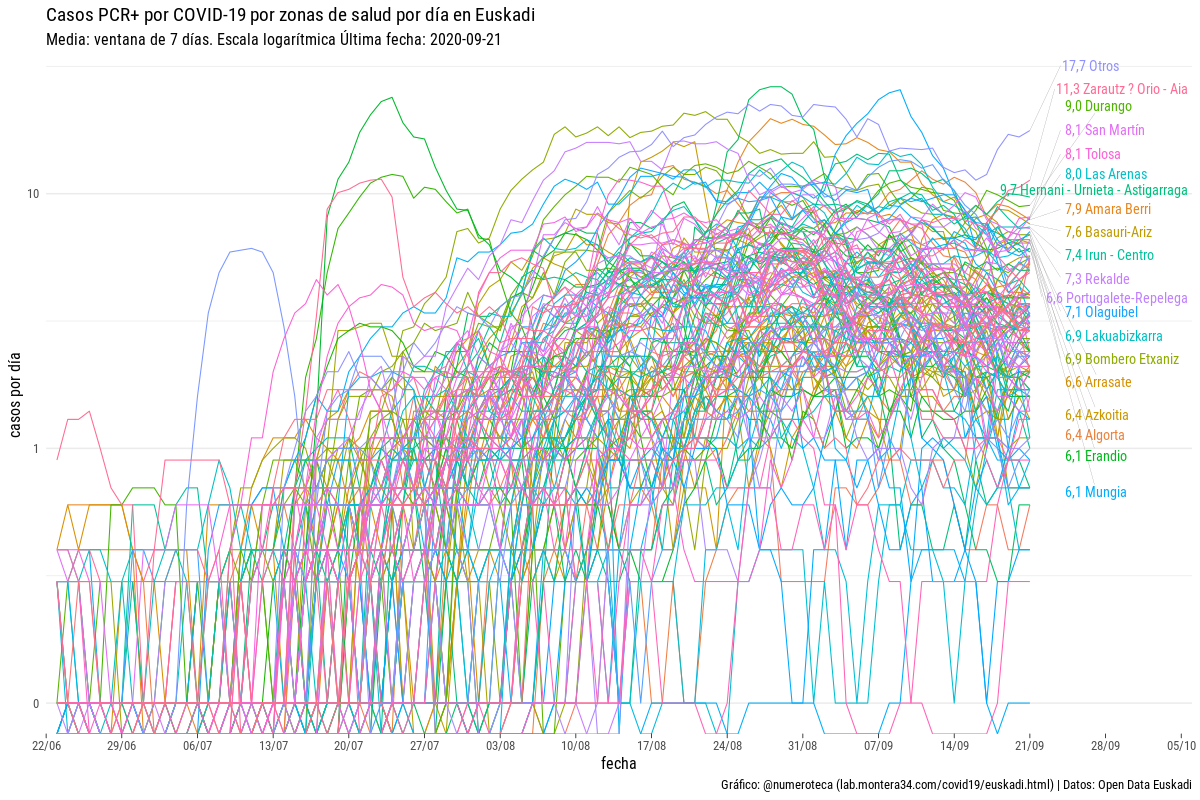 Casos PCR+ por COVID-19 por zonas de salud por día en Euskadi
Media: ventana de 7 días. Escala logarítmica Última fecha: 2020-09-21
17,7 Otros
11,3 Zarautz ? Orio - Aia
9,0 Durango
8,1 San Martín
8,1 Tolosa
8,0 Las Arenas
9,7 Hernani - Urnieta - Astigarraga
7,9 Amara Berri
7,6 Basauri-Ariz
7,4 Irun - Centro
7,3 Rekalde
6,6 Portugalete-Repelega
7,1 Olaguibel
6,9 Lakuabizkarra
6,9 Bombero Etxaniz
6,6 Arrasate
6,4 Azkoitia
6,4 Algorta
6,1 Erandio
6,1 Mungia
10
1
0
casos por día
22/06 29/06 06/07 13/07 20/07 27/07 03/08 10/08 17/08 24/08 31/08 07/09 14/09 21/09 28/09 05/10
fecha
Gráfico: @numeroteca (lab.montera34.com/covid19/euskadi.html) | Datos: Open Data Euskadi